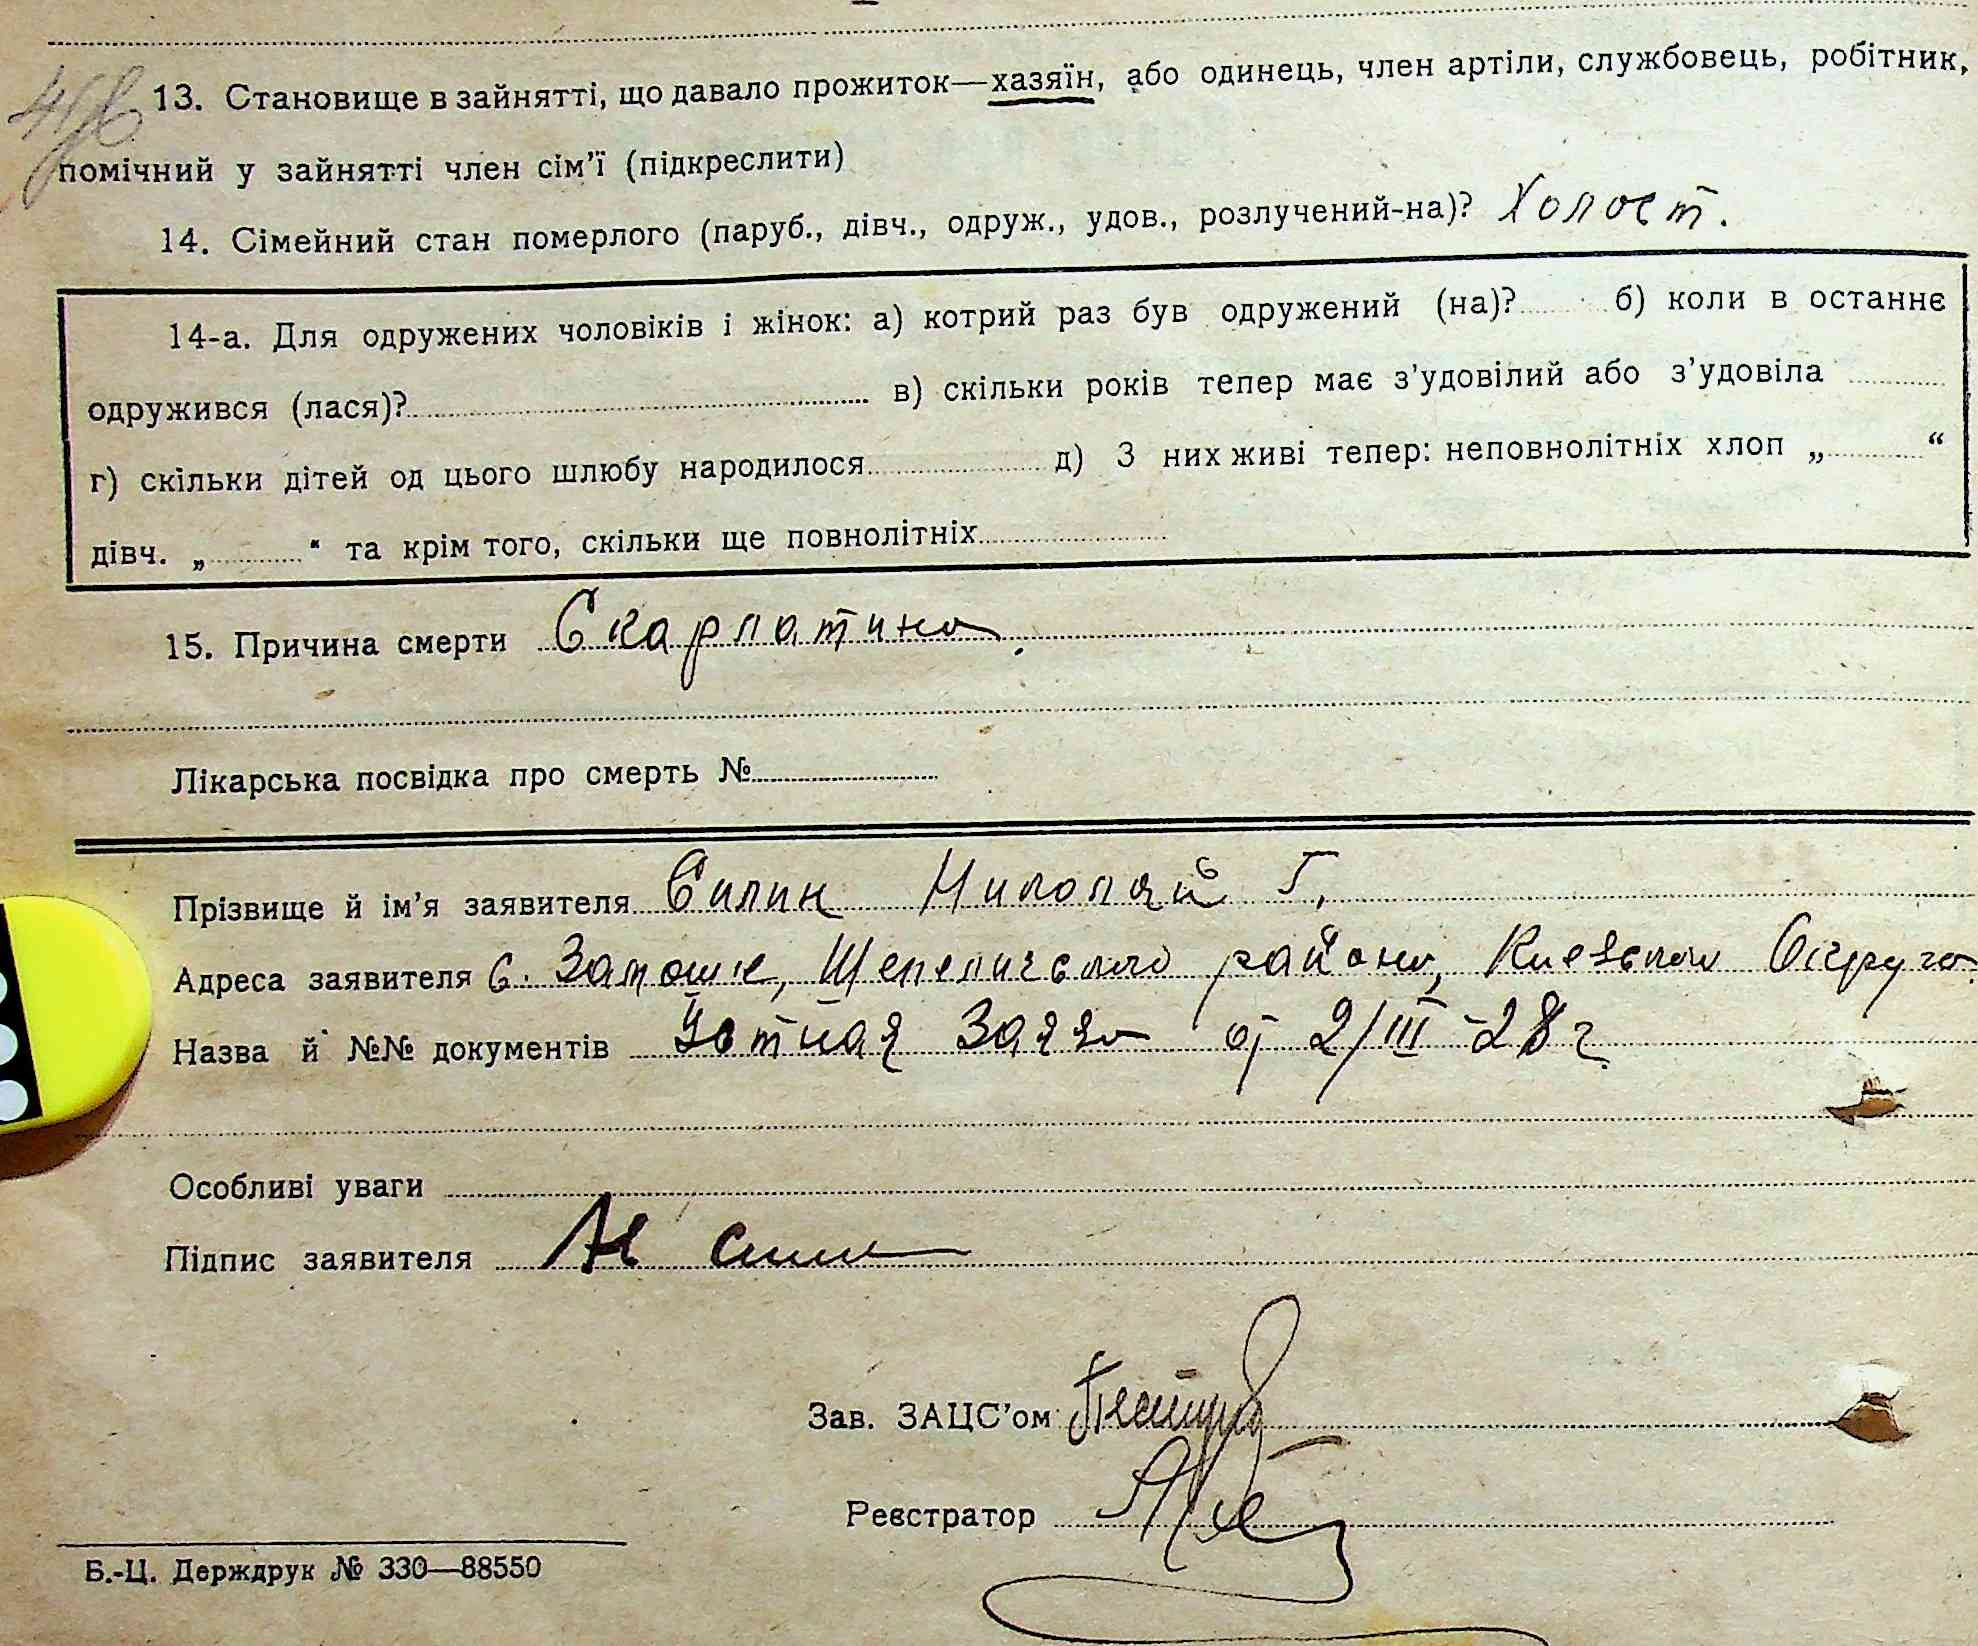 13. Становище в зайнятті, що давало прожиток—хазяїн, або одинець, член артіли, службовець, робітник,
помічний у зайнятті член сім’ї (підкреслити)
14. Сімейний стан померлого (паруб., дівч., одруж., удов., розлучений-на)? Холост.
14-а. Для одружених чоловіків і жінок: а) котрий раз був одружений (на)? б) коли в останнє
одружився (лася)? в) скільки років тепер має з’удовілий або з’удовіла
г) скільки дітей од цього шлюбу народилося д) З них живі тепер: неповнолітніх хлоп „ “
дівч. „ “ та крім того, скільки ще повнолітніх
15. Причина смерти Скарлатина.
Лікарська посвідка про смерть №
Прізвище й ім’я заявителя Силин Николай Г.
Адреса заявителя С. Затошье, Шепеличского района, Киевского Округа
Назва й №№ документів Устная Заява от 2/III-28 г.
Особливі уваги
Підпис заявителя Н Силин
Зав. ЗАЦС’ом
Реєстратор
Б.-Ц. Держдрук № 330—88550